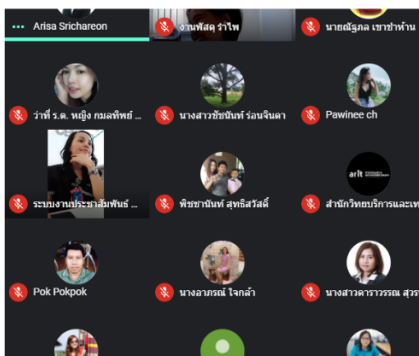 Arisa Srichareon
งานพัสดุ รำไพ
นายณัฐภล เขาชำห้าน
ว่าที่ ร.ต. หญิง กมลทิพย์ ...
นางสาวชัชนันท์ ร่อนจินดา
Pawinee ch
ระบบงานประชาสัมพันธ์ ...
พิชชานันท์ สุทธิสวัสดิ์
arit
สำนักวิทยบริการและเท
Pok Pokpok
นางอาภรณ์ ใจกล้า
นางสาวดาราวรรณ